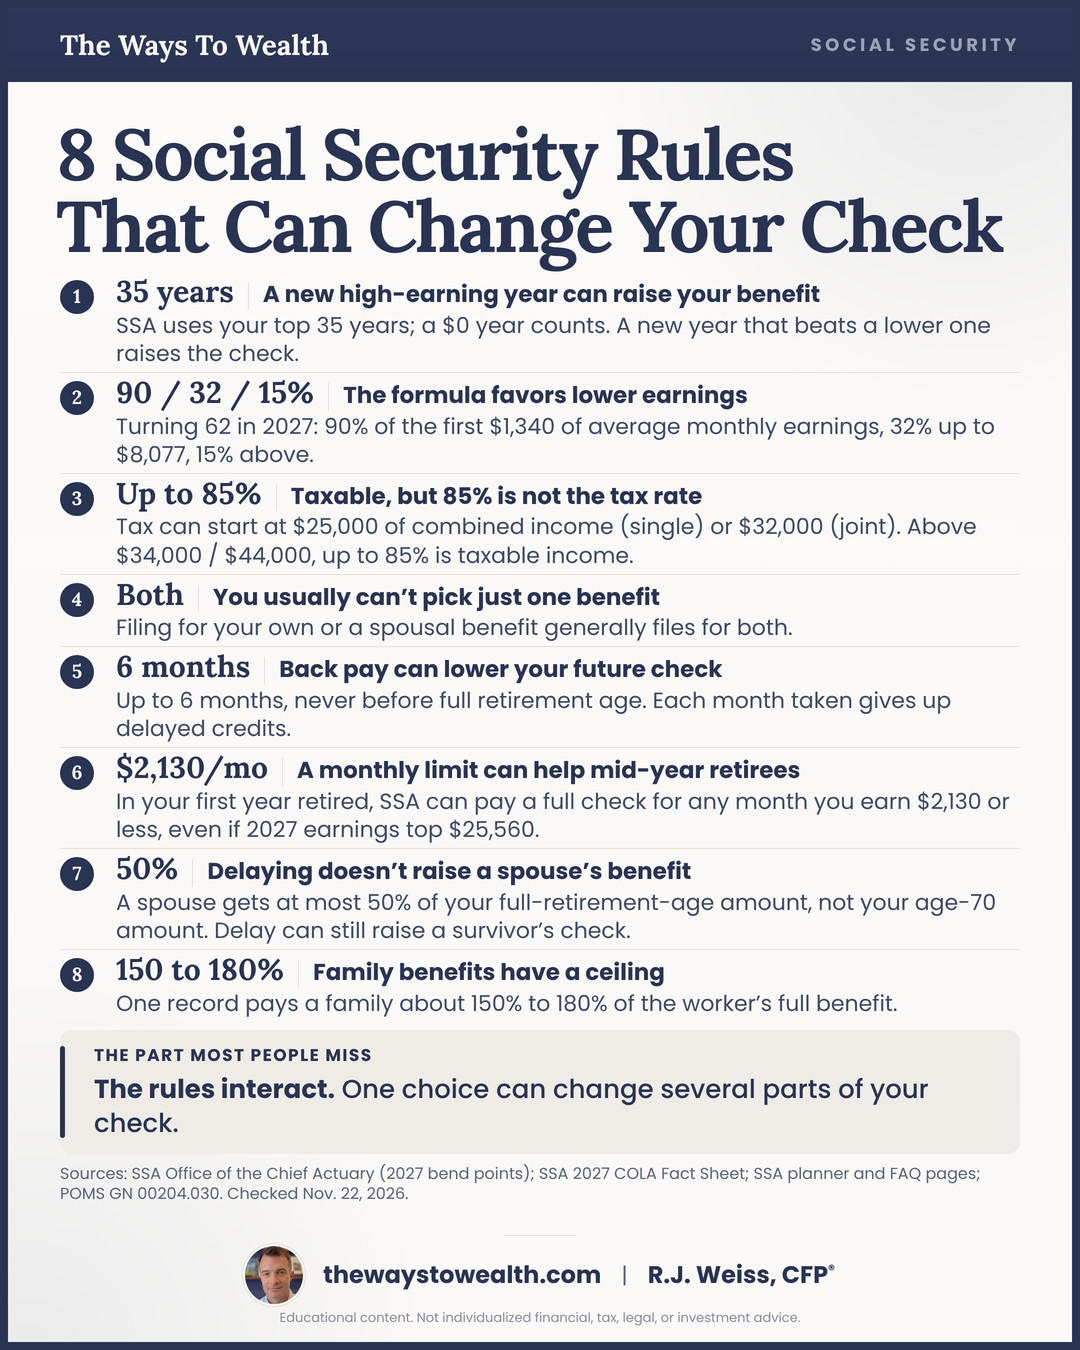 The Ways To Wealth
SOCIAL SECURITY
8 Social Security Rules
That Can Change Your Check
1
35 years | A new high-earning year can raise your benefit
SSA uses your top 35 years; a $0 year counts. A new year that beats a lower one
raises the check.
2
90 / 32 / 15% | The formula favors lower earnings
Turning 62 in 2027: 90% of the first $1,340 of average monthly earnings, 32% up to
$8,077, 15% above.
3
Up to 85% | Taxable, but 85% is not the tax rate
Tax can start at $25,000 of combined income (single) or $32,000 (joint). Above
$34,000 / $44,000, up to 85% is taxable income.
4
Both | You usually can’t pick just one benefit
Filing for your own or a spousal benefit generally files for both.
5
6 months | Back pay can lower your future check
Up to 6 months, never before full retirement age. Each month taken gives up
delayed credits.
6
$2,130/mo | A monthly limit can help mid-year retirees
In your first year retired, SSA can pay a full check for any month you earn $2,130 or
less, even if 2027 earnings top $25,560.
7
50% | Delaying doesn’t raise a spouse’s benefit
A spouse gets at most 50% of your full-retirement-age amount, not your age-70
amount. Delay can still raise a survivor’s check.
8
150 to 180% | Family benefits have a ceiling
One record pays a family about 150% to 180% of the worker’s full benefit.
THE PART MOST PEOPLE MISS
The rules interact. One choice can change several parts of your
check.
Sources: SSA Office of the Chief Actuary (2027 bend points); SSA 2027 COLA Fact Sheet; SSA planner and FAQ pages;
POMS GN 00204.030. Checked Nov. 22, 2026.
thewaystowealth.com | R.J. Weiss, CFP®
Educational content. Not individualized financial, tax, legal, or investment advice.